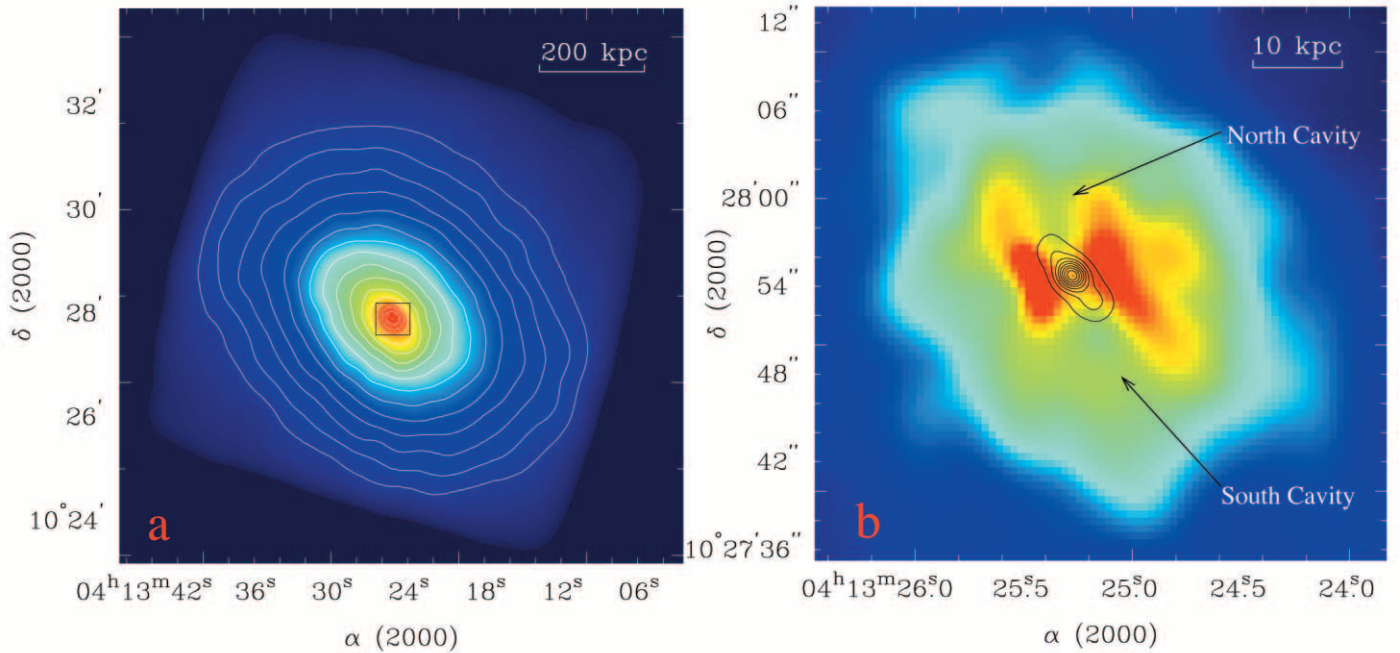 200 kpc
32′
30′
28′
26′
10°24′
δ (2000)
a
04ʰ13ᵐ42ˢ
36ˢ
30ˢ
24ˢ
18ˢ
12ˢ
06ˢ
α (2000)
10 kpc
12″
06″
28′00″
54″
48″
42″
10°27′36″
δ (2000)
North Cavity
South Cavity
b
04ʰ13ᵐ26ˢ.0
25ˢ.5
25ˢ.0
24ˢ.5
24ˢ.0
α (2000)